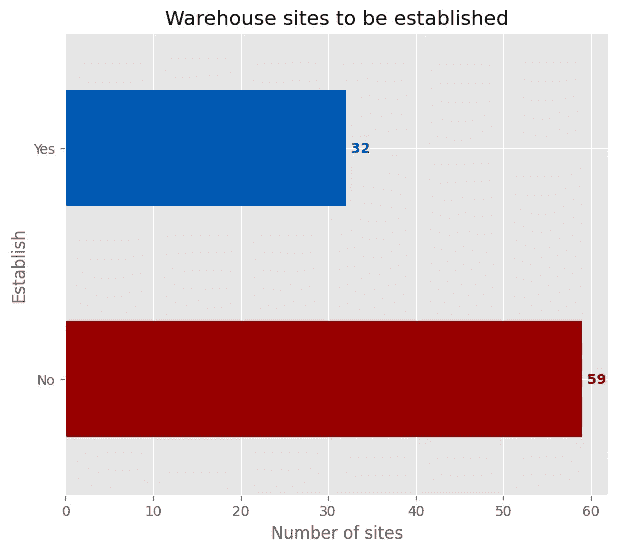 Warehouse sites to be established
Yes
32
Establish
No
59
0 10 20 30 40 50 60
Number of sites